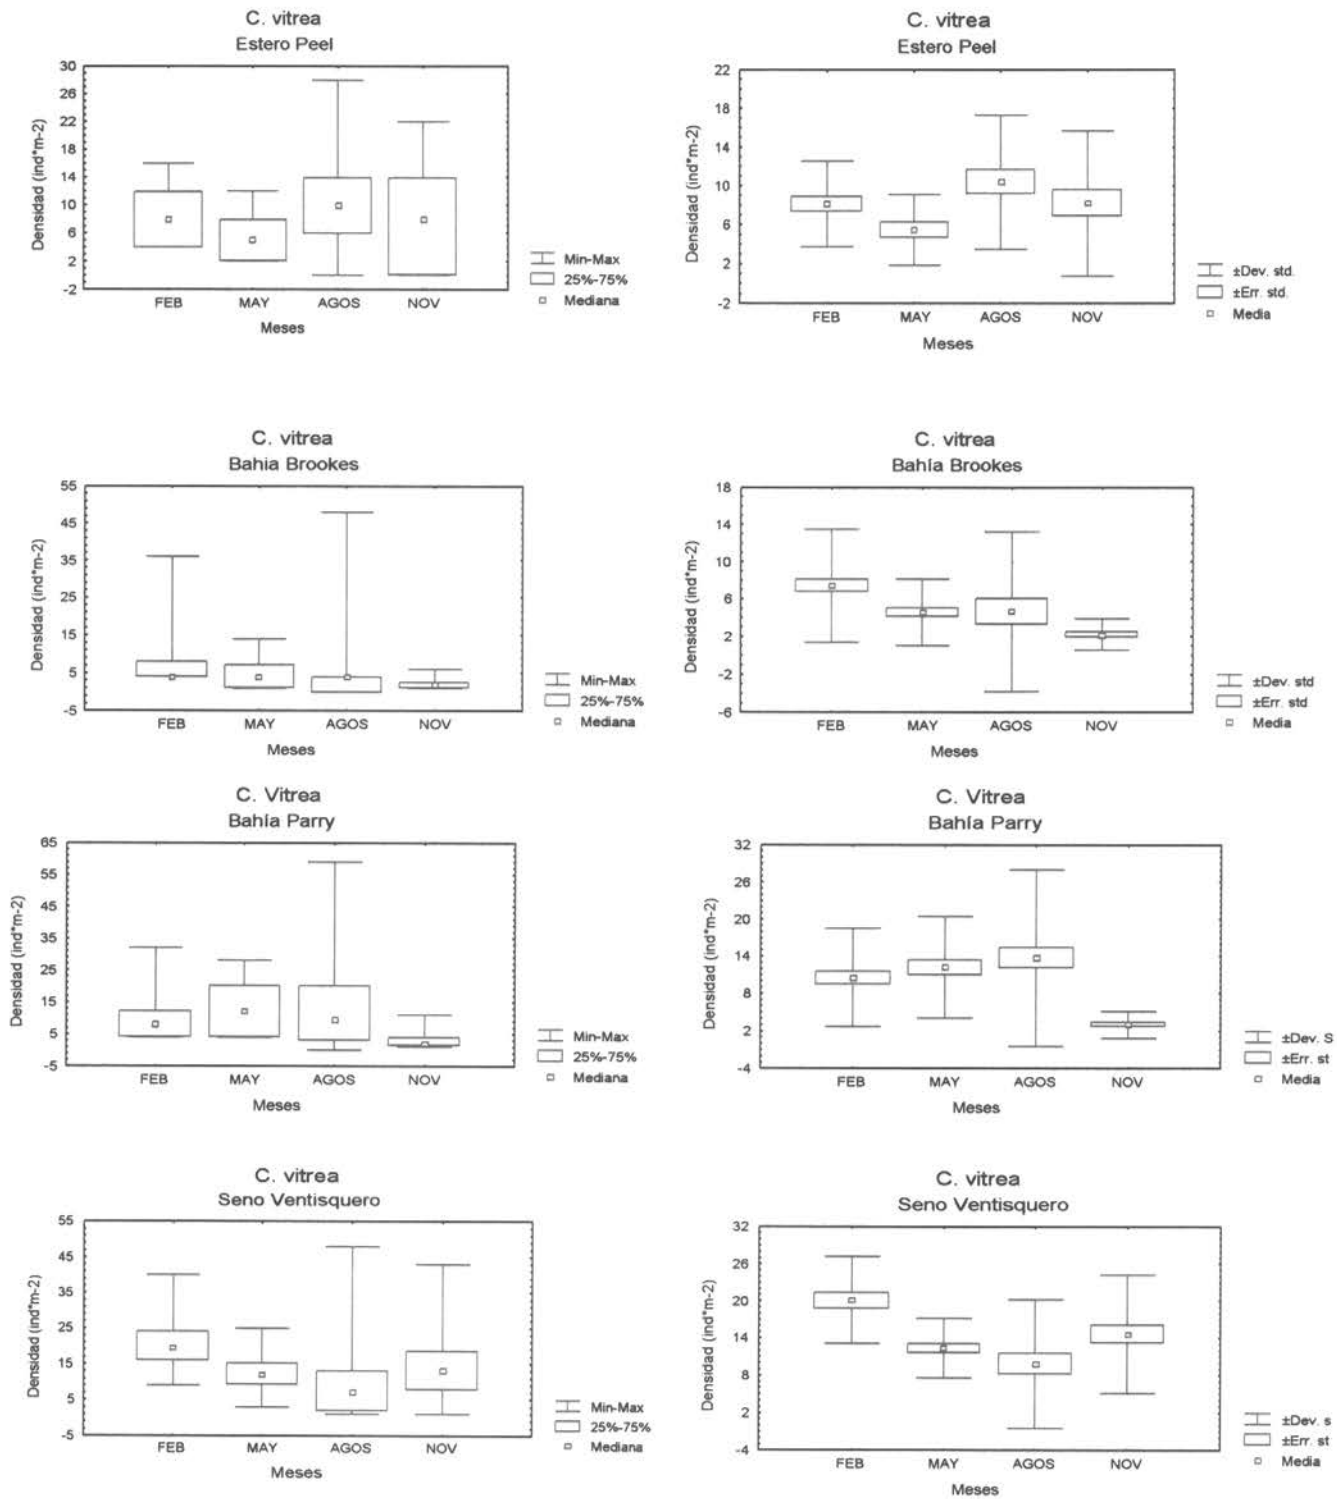 C. vitrea
Estero Peel
Densidad (ind*m-2)
30
26
22
18
14
10
6
2
-2
FEB MAY AGOS NOV
Meses
Min-Max
25%-75%
Mediana
C. vitrea
Estero Peel
Densidad (ind*m-2)
22
18
14
10
6
2
-2
FEB MAY AGOS NOV
Meses
±Dev. std.
±Err. std.
Media
C. vitrea
Bahia Brookes
Densidad (ind*m-2)
55
45
35
25
15
5
-5
FEB MAY AGOS NOV
Meses
Min-Max
25%-75%
Mediana
C. vitrea
Bahía Brookes
Densidad (ind*m-2)
18
14
10
6
2
-2
-6
FEB MAY AGOS NOV
Meses
±Dev. std
±Err. std
Media
C. Vitrea
Bahía Parry
Densidad (ind*m-2)
65
55
45
35
25
15
5
-5
FEB MAY AGOS NOV
Meses
Min-Max
25%-75%
Mediana
C. Vitrea
Bahía Parry
Densidad (ind*m-2)
32
26
20
14
8
2
-4
FEB MAY AGOS NOV
Meses
±Dev. S
±Err. st
Media
C. vitrea
Seno Ventisquero
Densidad (ind*m-2)
55
45
35
25
15
5
-5
FEB MAY AGOS NOV
Meses
Min-Max
25%-75%
Mediana
C. vitrea
Seno Ventisquero
Densidad (ind*m-2)
32
26
20
14
8
2
-4
FEB MAY AGOS NOV
Meses
±Dev. s
±Err. st
Media